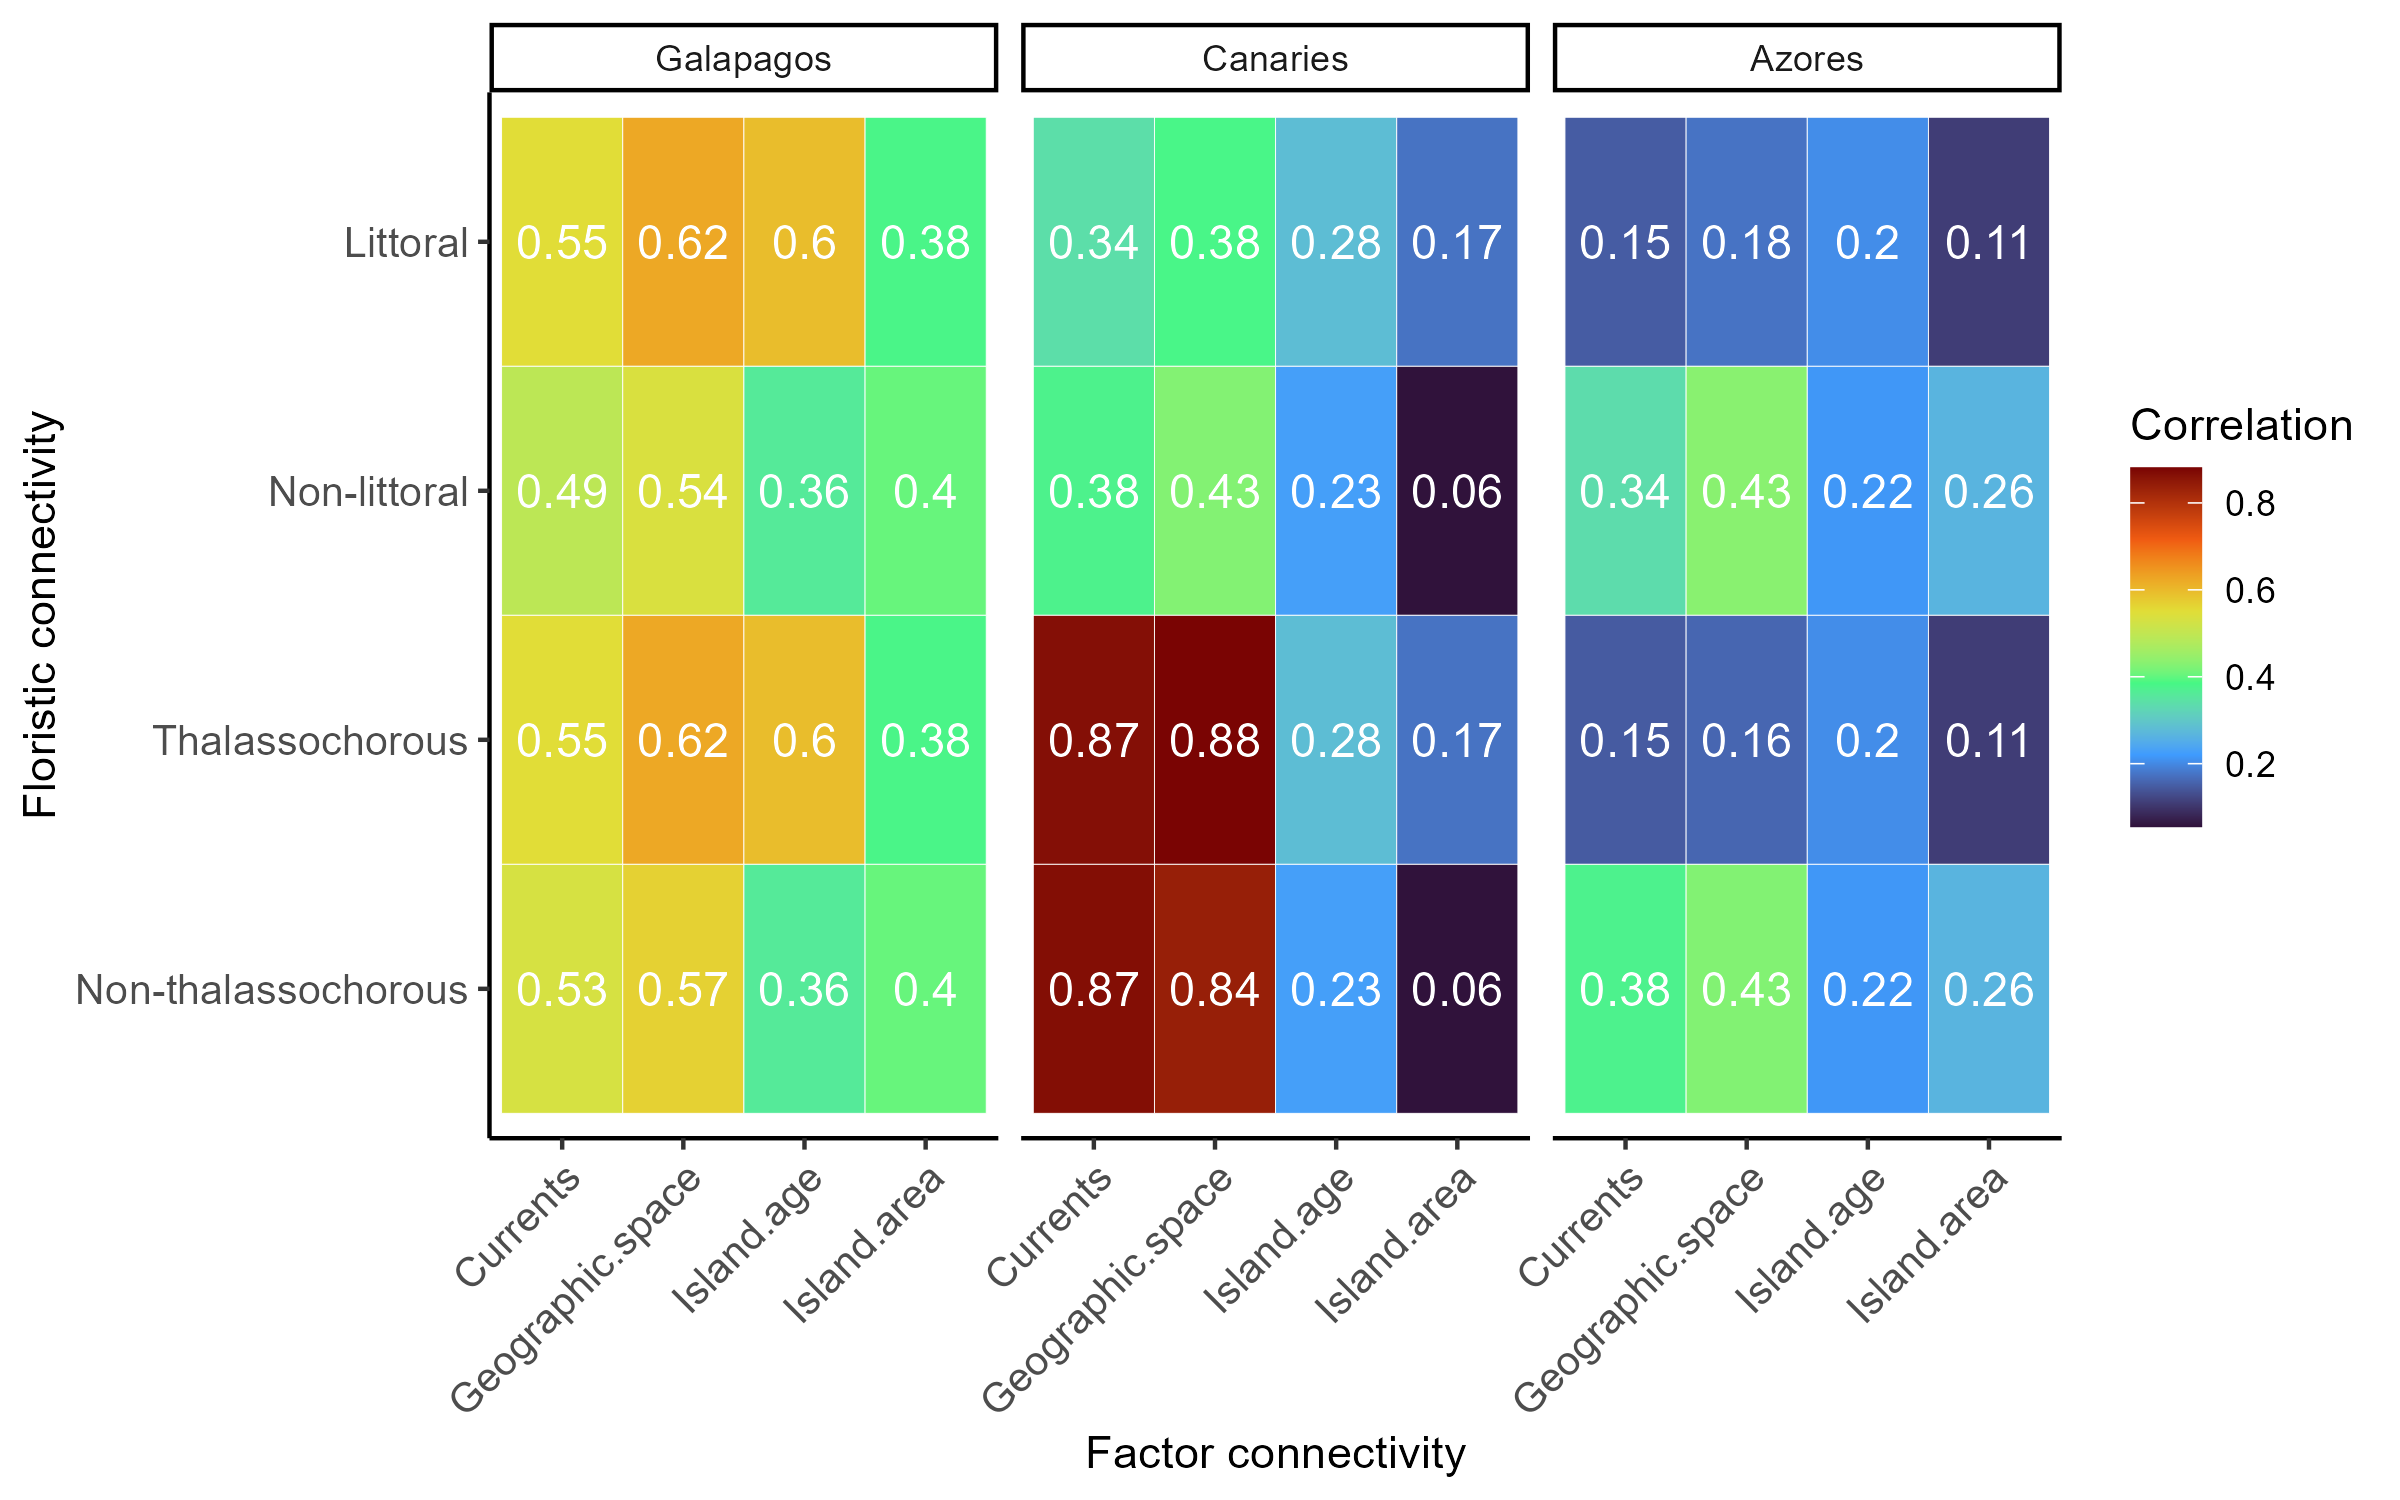 Galapagos Canaries Azores
Floristic connectivity
Littoral 0.55 0.62 0.6 0.38 0.34 0.38 0.28 0.17 0.15 0.18 0.2 0.11
Non-littoral 0.49 0.54 0.36 0.4 0.38 0.43 0.23 0.06 0.34 0.43 0.22 0.26
Thalassochorous 0.55 0.62 0.6 0.38 0.87 0.88 0.28 0.17 0.15 0.16 0.2 0.11
Non-thalassochorous 0.53 0.57 0.36 0.4 0.87 0.84 0.23 0.06 0.38 0.43 0.22 0.26
Currents Geographic.space Island.age Island.area Currents Geographic.space Island.age Island.area Currents Geographic.space Island.age Island.area
Factor connectivity
Correlation
0.8
0.6
0.4
0.2